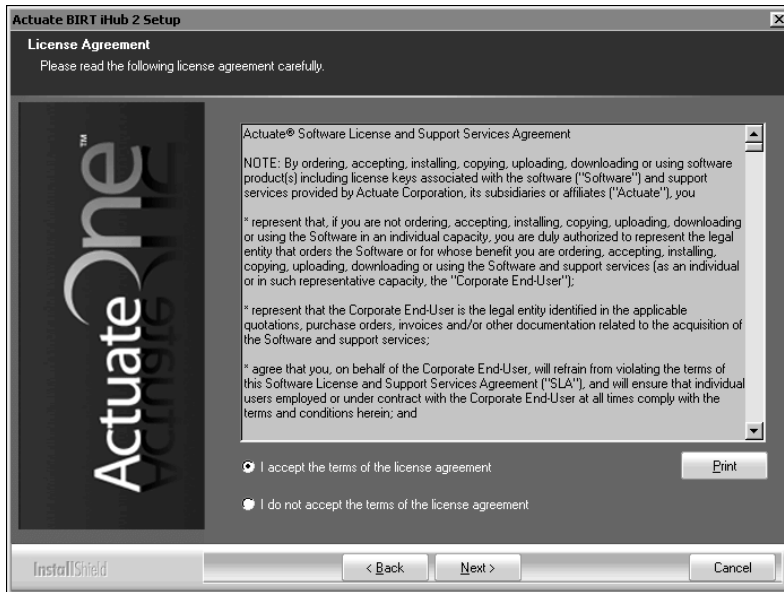 Actuate BIRT iHub 2 Setup
License Agreement
Please read the following license agreement carefully.
ActuateOne™
Actuate® Software License and Support Services Agreement
NOTE: By ordering, accepting, installing, copying, uploading, downloading or using software
product(s) including license keys associated with the software ("Software") and support
services provided by Actuate Corporation, its subsidiaries or affiliates ("Actuate"), you
* represent that, if you are not ordering, accepting, installing, copying, uploading, downloading
or using the Software in an individual capacity, you are duly authorized to represent the legal
entity that orders the Software or for whose benefit you are ordering, accepting, installing,
copying, uploading, downloading or using the Software and support services (as an individual
or in such representative capacity, the "Corporate End-User");
* represent that the Corporate End-User is the legal entity identified in the applicable
quotations, purchase orders, invoices and/or other documentation related to the acquisition of
the Software and support services;
* agree that you, on behalf of the Corporate End-User, will refrain from violating the terms of
this Software License and Support Services Agreement ("SLA"), and will ensure that individual
users employed or under contract with the Corporate End-User at all times comply with the
terms and conditions herein; and
I accept the terms of the license agreement
Print
I do not accept the terms of the license agreement
InstallShield
< Back
Next >
Cancel